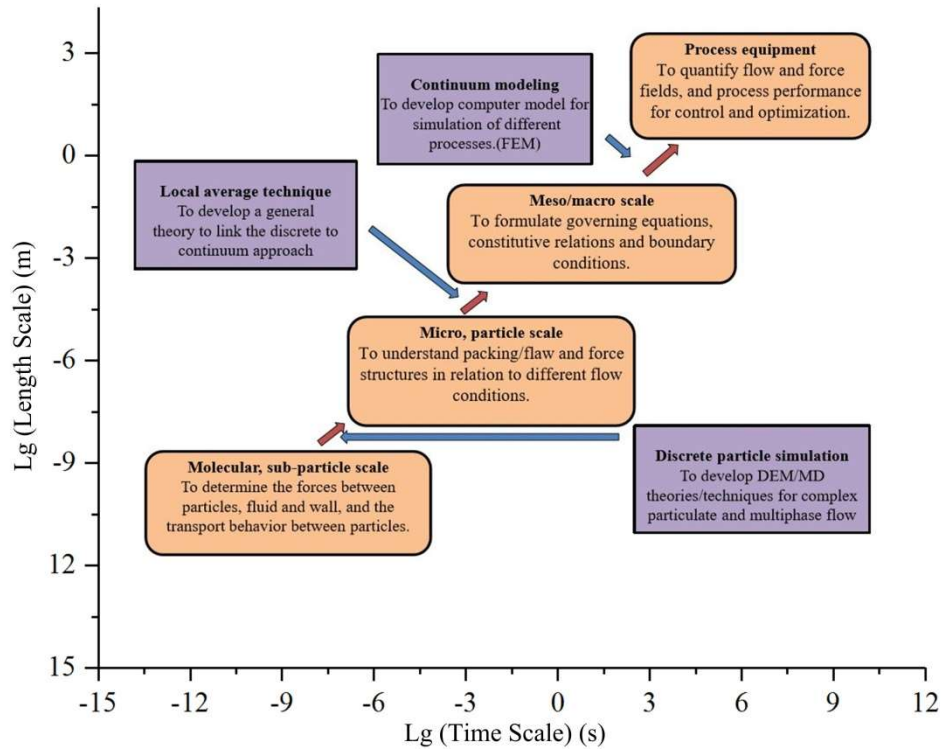 3
0
-3
-6
-9
12
15
Lg (Length Scale) (m)
Process equipment
To quantify flow and force
fields, and process performance
for control and optimization.
Continuum modeling
To develop computer model for
simulation of different
processes.(FEM)
Local average technique
To develop a general
theory to link the discrete to
continuum approach
Meso/macro scale
To formulate governing equations,
constitutive relations and boundary
conditions.
Micro, particle scale
To understand packing/flaw and force
structures in relation to different flow
conditions.
Molecular, sub-particle scale
To determine the forces between
particles, fluid and wall, and the
transport behavior between particles.
Discrete particle simulation
To develop DEM/MD
theories/techniques for complex
particulate and multiphase flow
-15 -12 -9 -6 -3 0 3 6 9 12
Lg (Time Scale) (s)